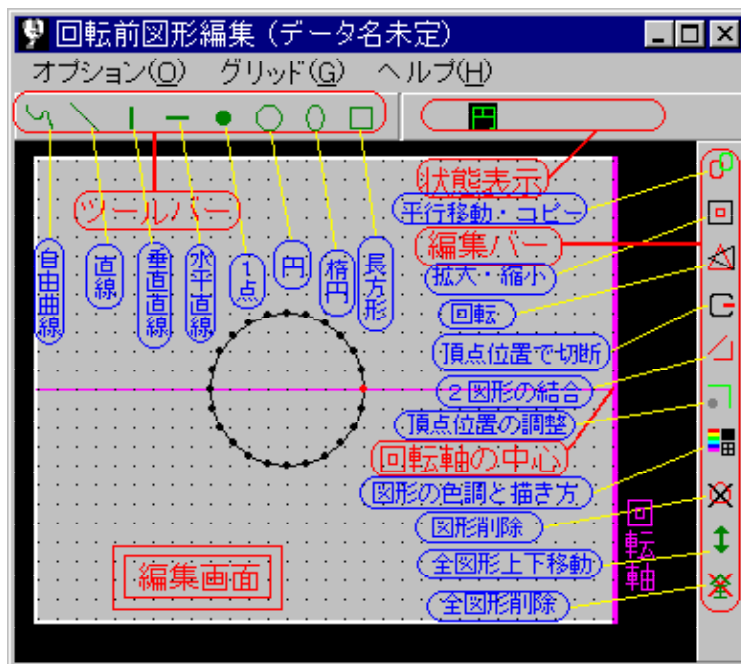 回転前図形編集 (データ名未定)
オプション(O) グリッド(G) ヘルプ(H)
円
状態表示
ツールバー
平行移動・コピー
編集バー
自由曲線
直線
垂直直線
水平直線
1点
円
楕円
長方形
拡大・縮小
回転
頂点位置で切断
2図形の結合
頂点位置の調整
回転軸の中心
図形の色調と描き方
図形削除
回転軸
全図形上下移動
編集画面
全図形削除